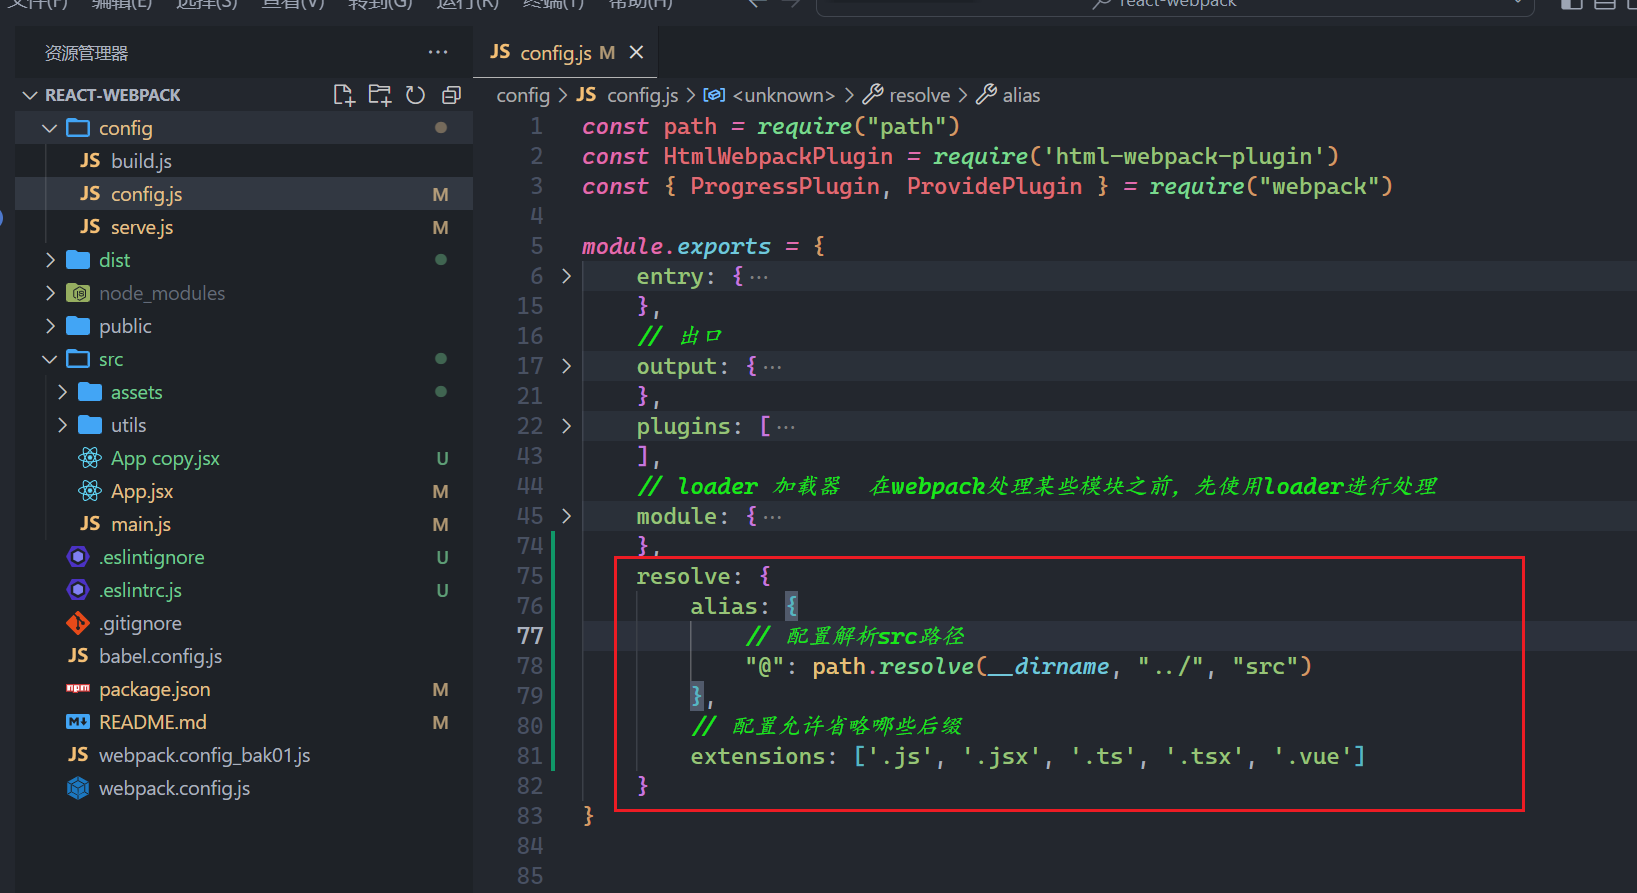 文件(F) 编辑(E) 选择(S) 查看(V) 转到(G) 运行(R) 终端(T) 帮助(H) react-webpack
资源管理器
REACT-WEBPACK
config
build.js
config.js M
serve.js M
dist
node_modules
public
src
assets
utils
App copy.jsx U
App.jsx M
main.js M
.eslintignore U
.eslintrc.js U
.gitignore
babel.config.js
package.json M
README.md M
webpack.config_bak01.js
webpack.config.js
JS config.js M
config > JS config.js > <unknown> > resolve > alias
1 const path = require("path")
2 const HtmlWebpackPlugin = require('html-webpack-plugin')
3 const { ProgressPlugin, ProvidePlugin } = require("webpack")
4
5 module.exports = {
6 entry: {···
15 },
16 // 出口
17 output: {···
21 },
22 plugins: [···
43 ],
44 // loader 加载器 在webpack处理某些模块之前，先使用loader进行处理
45 module: {···
74 },
75 resolve: {
76 alias: {
77 // 配置解析src路径
78 "@": path.resolve(__dirname, "../", "src")
79 },
80 // 配置允许省略哪些后缀
81 extensions: ['.js', '.jsx', '.ts', '.tsx', '.vue']
82 }
83 }
84
85